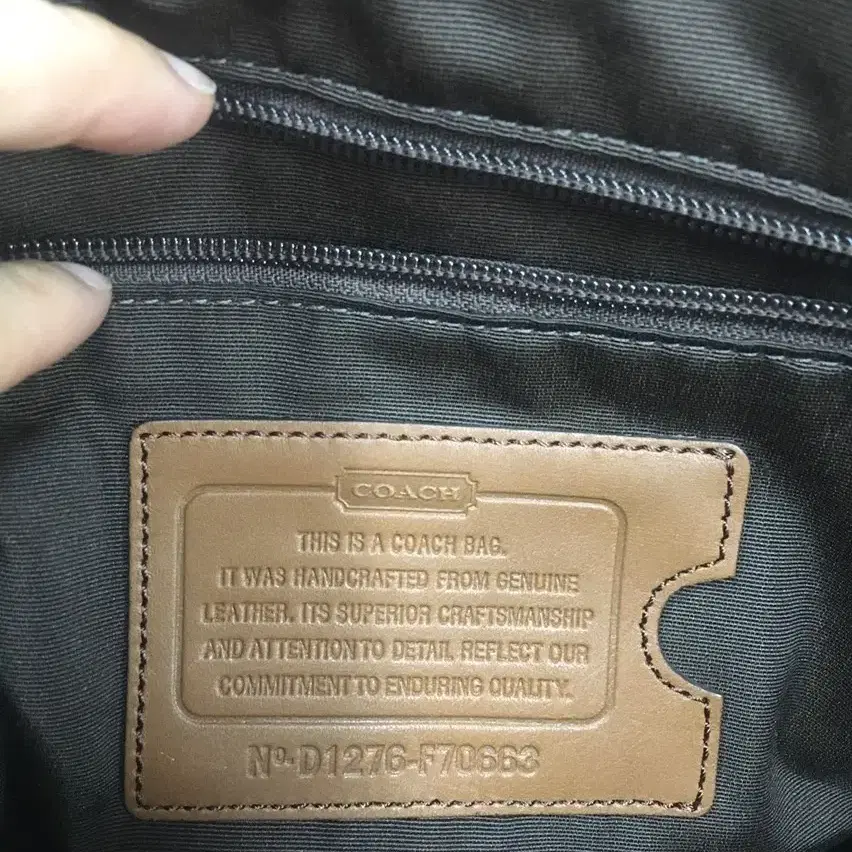 COACH
THIS IS A COACH BAG.
IT WAS HANDCRAFTED FROM GENUINE
LEATHER. ITS SUPERIOR CRAFTSMANSHIP
AND ATTENTION TO DETAIL REFLECT OUR
COMMITMENT TO ENDURING QUALITY.
Nº·D1276-F70663